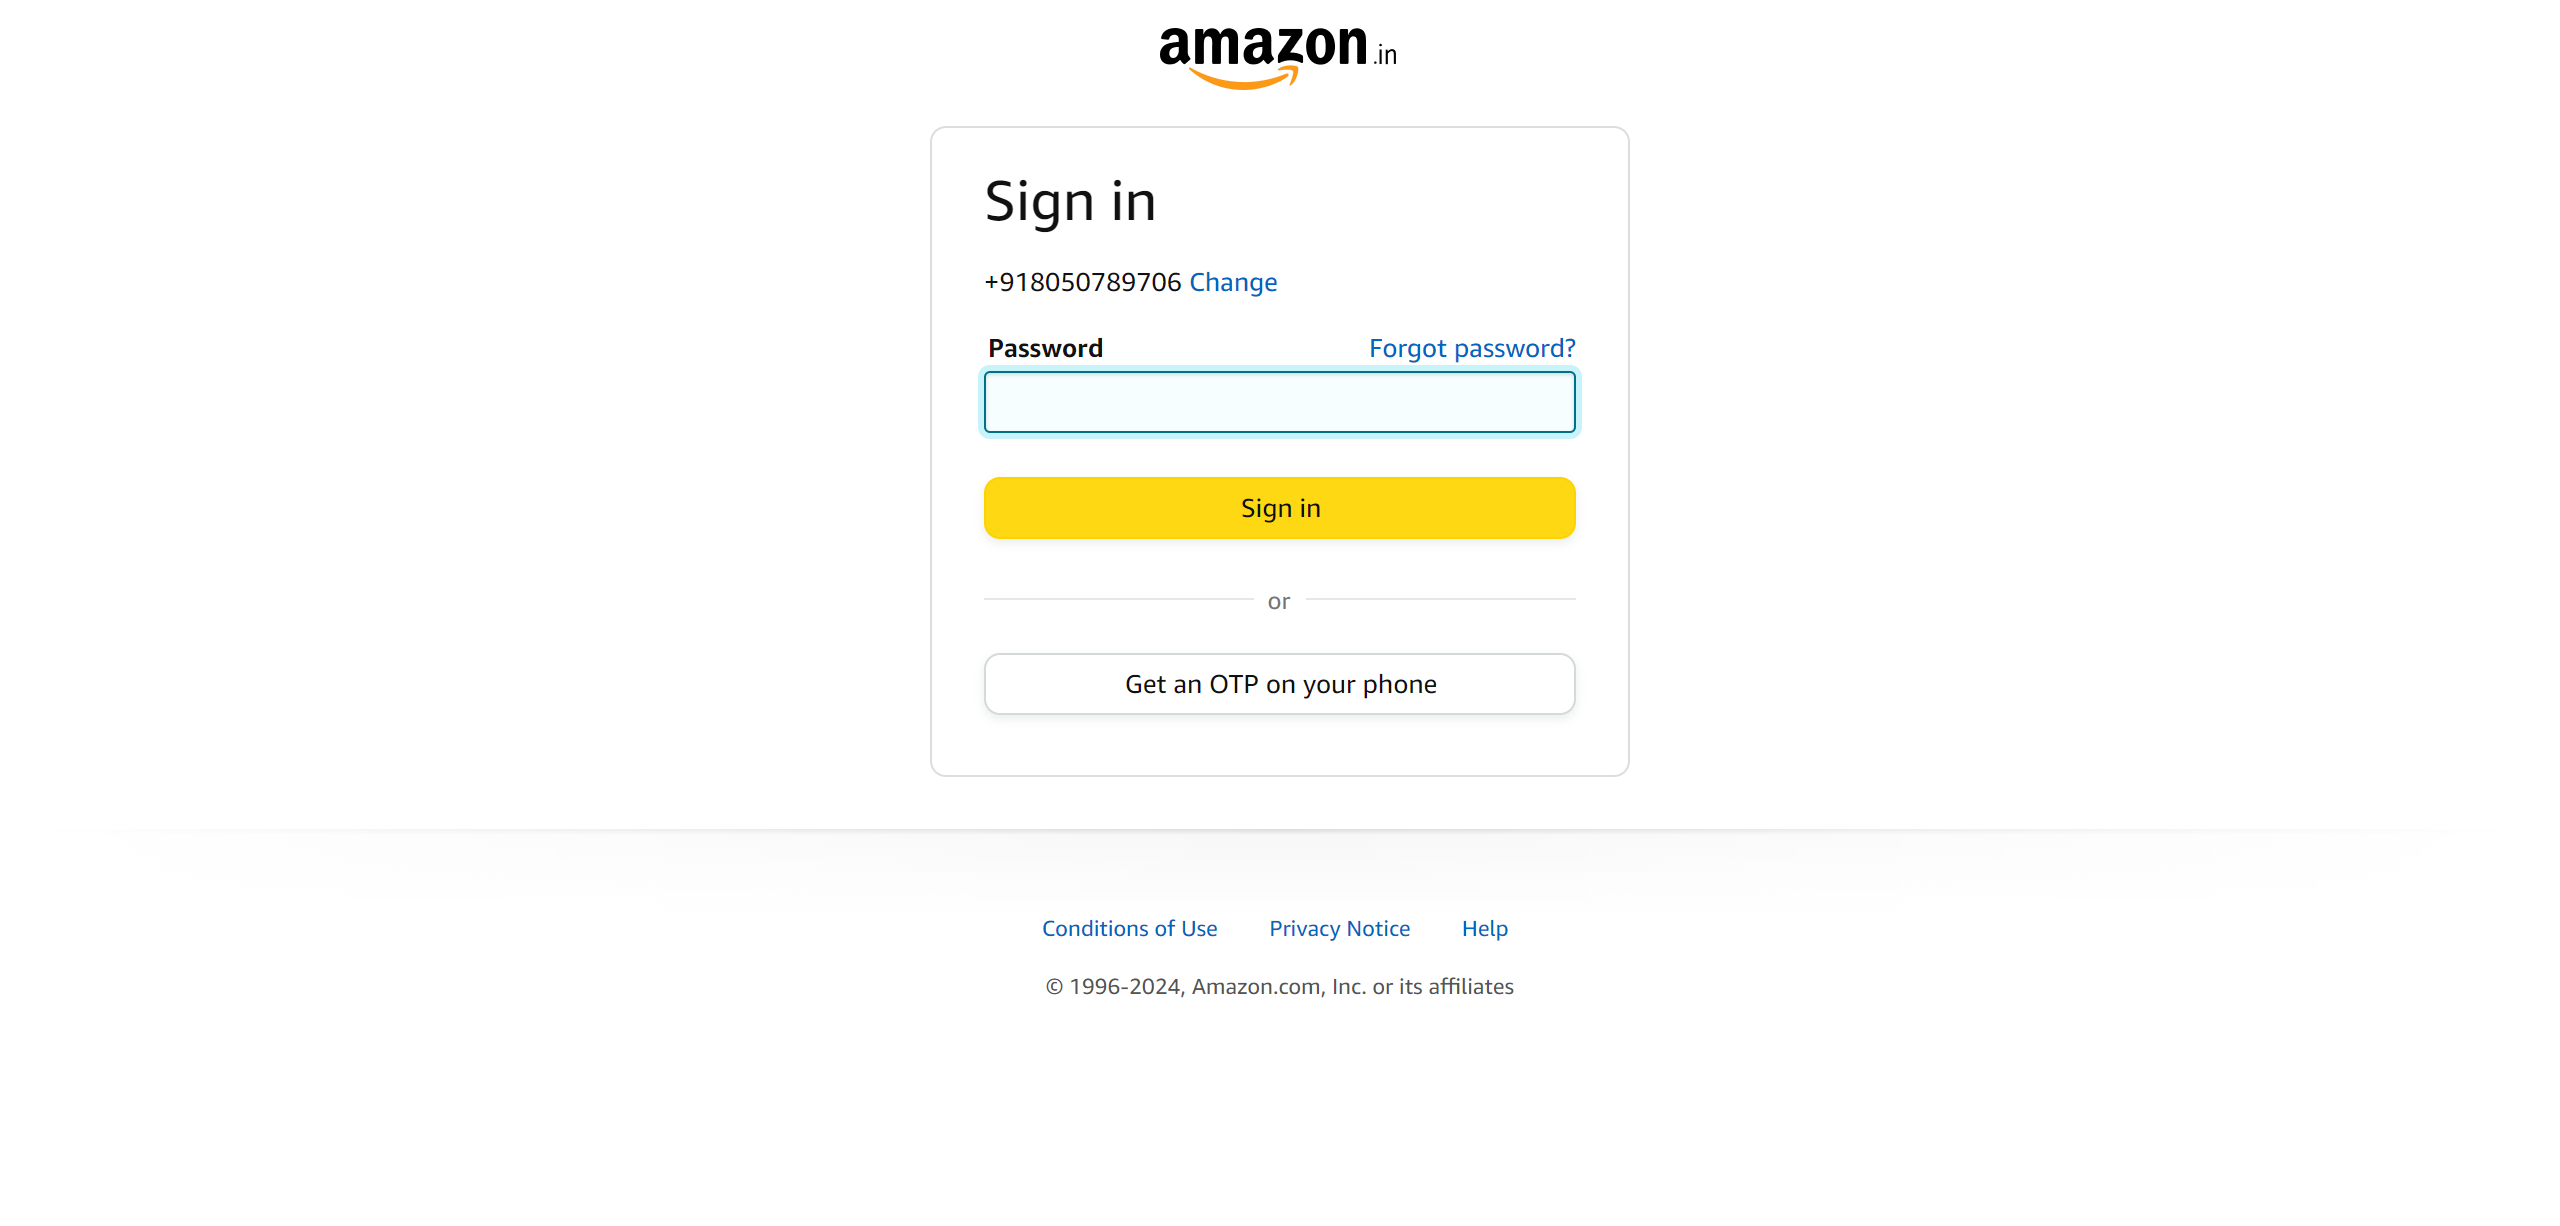 amazon.in
Sign in
+918050789706 Change
Password Forgot password?
Sign in
or
Get an OTP on your phone
Conditions of Use Privacy Notice Help
© 1996-2024, Amazon.com, Inc. or its affiliates